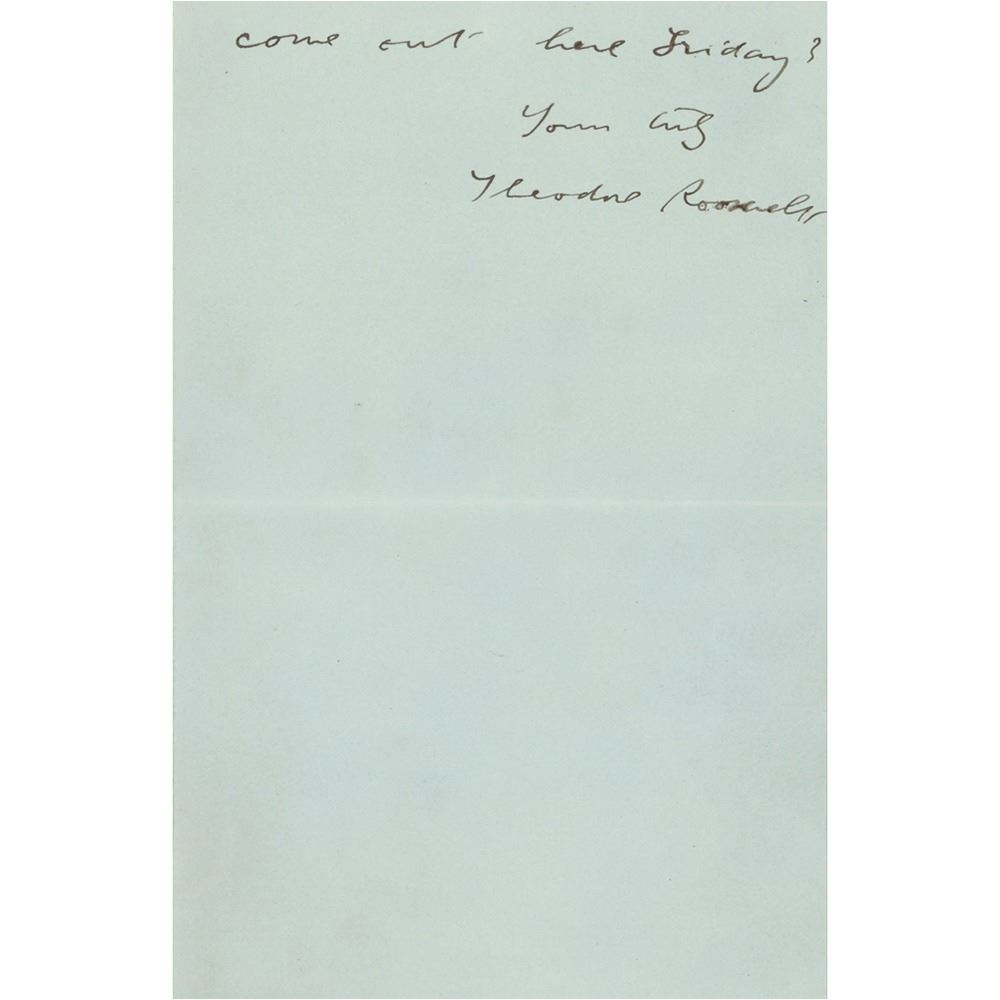 come out here Friday?
Yours truly
Theodore Roosevelt